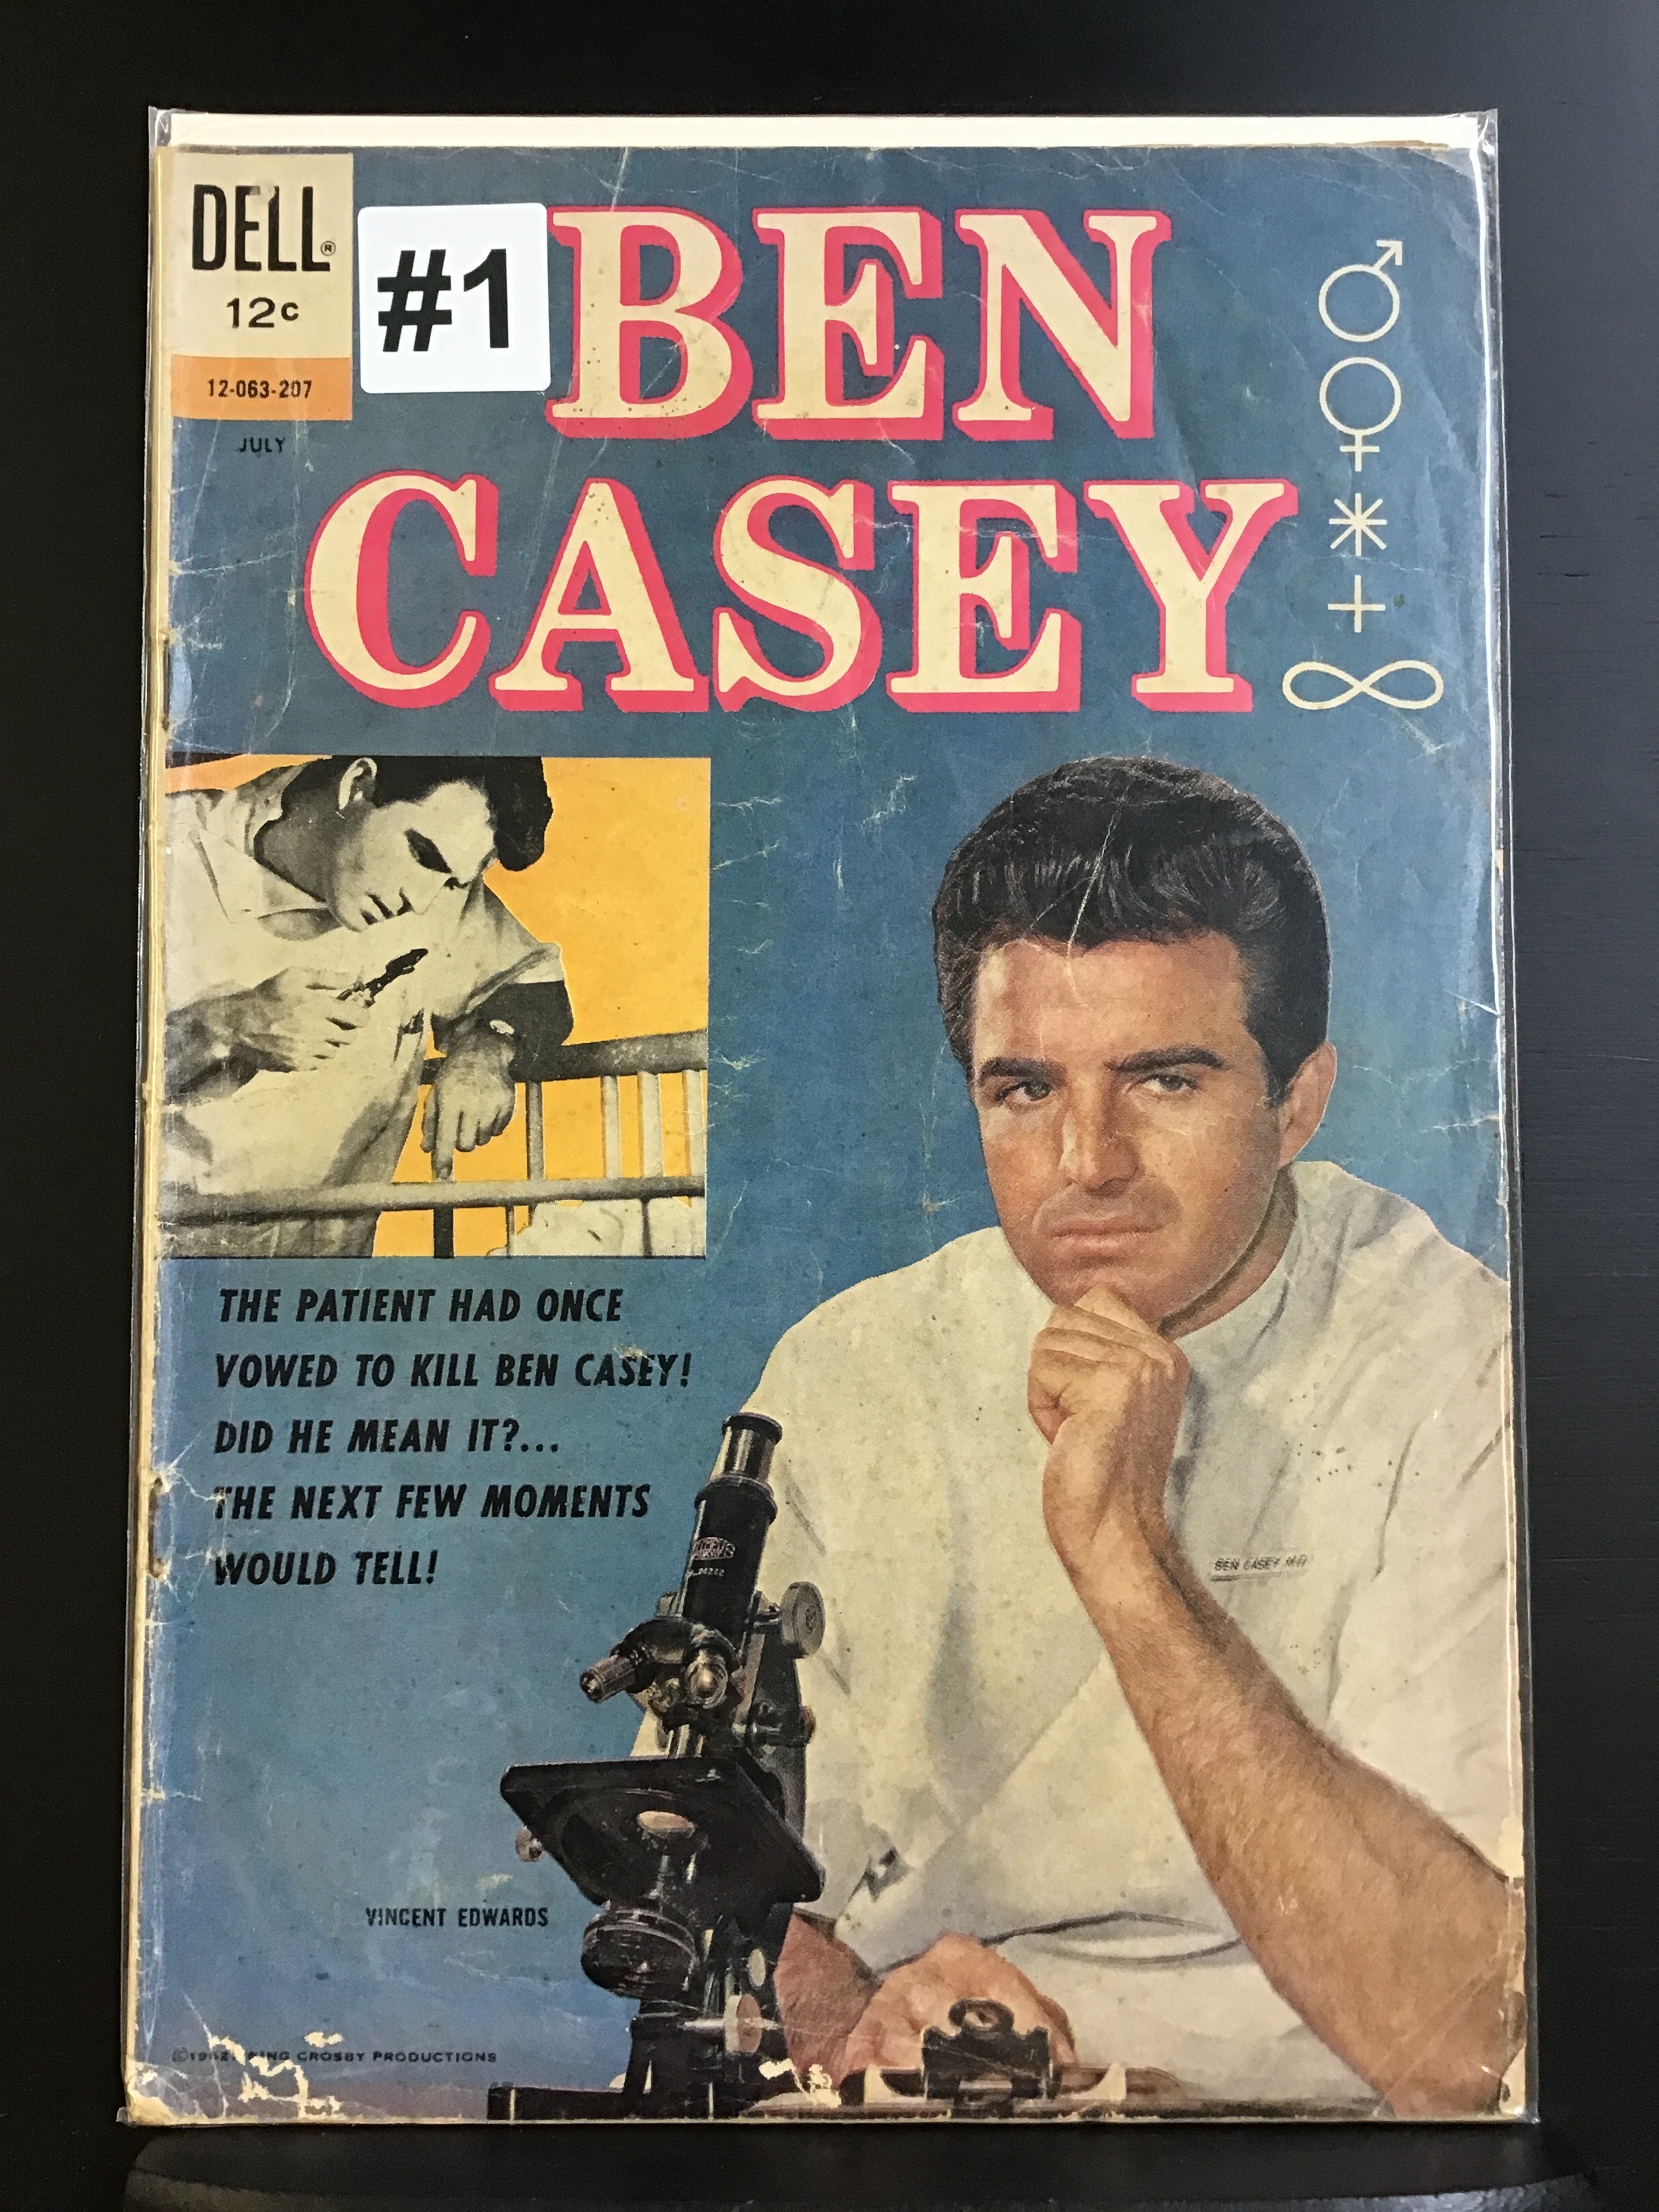 DELL®
12c
12-063-207
JULY
#1
BEN
CASEY
♂
♀
*
+
∞
THE PATIENT HAD ONCE
VOWED TO KILL BEN CASEY!
DID HE MEAN IT?...
THE NEXT FEW MOMENTS
WOULD TELL!
BEN CASEY M.D.
VINCENT EDWARDS
CROSBY PRODUCTIONS